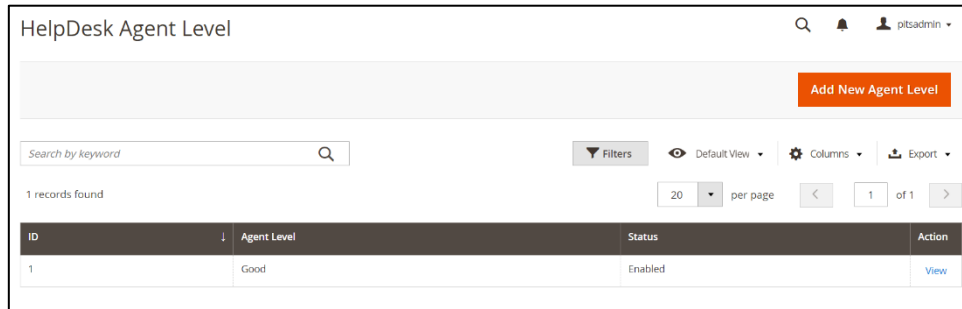 HelpDesk Agent Level
pitsadmin
Add New Agent Level
Search by keyword
Filters
Default View
Columns
Export
1 records found
20
per page
1
of 1
ID
Agent Level
Status
Action
1
Good
Enabled
View